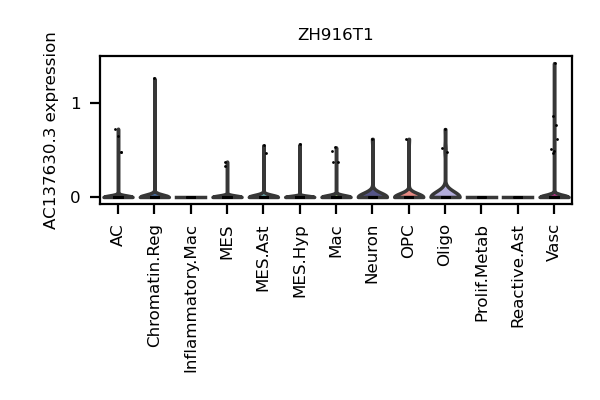 ZH916T1
AC137630.3 expression
1
0
AC
Chromatin.Reg
Inflammatory.Mac
MES
MES.Ast
MES.Hyp
Mac
Neuron
OPC
Oligo
Prolif.Metab
Reactive.Ast
Vasc